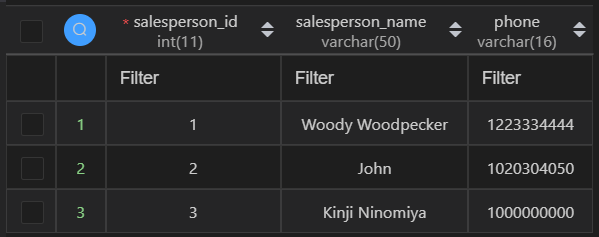 * salesperson_id salesperson_name phone
int(11) varchar(50) varchar(16)
Filter Filter Filter
1 1 Woody Woodpecker 1223334444
2 2 John 1020304050
3 3 Kinji Ninomiya 1000000000